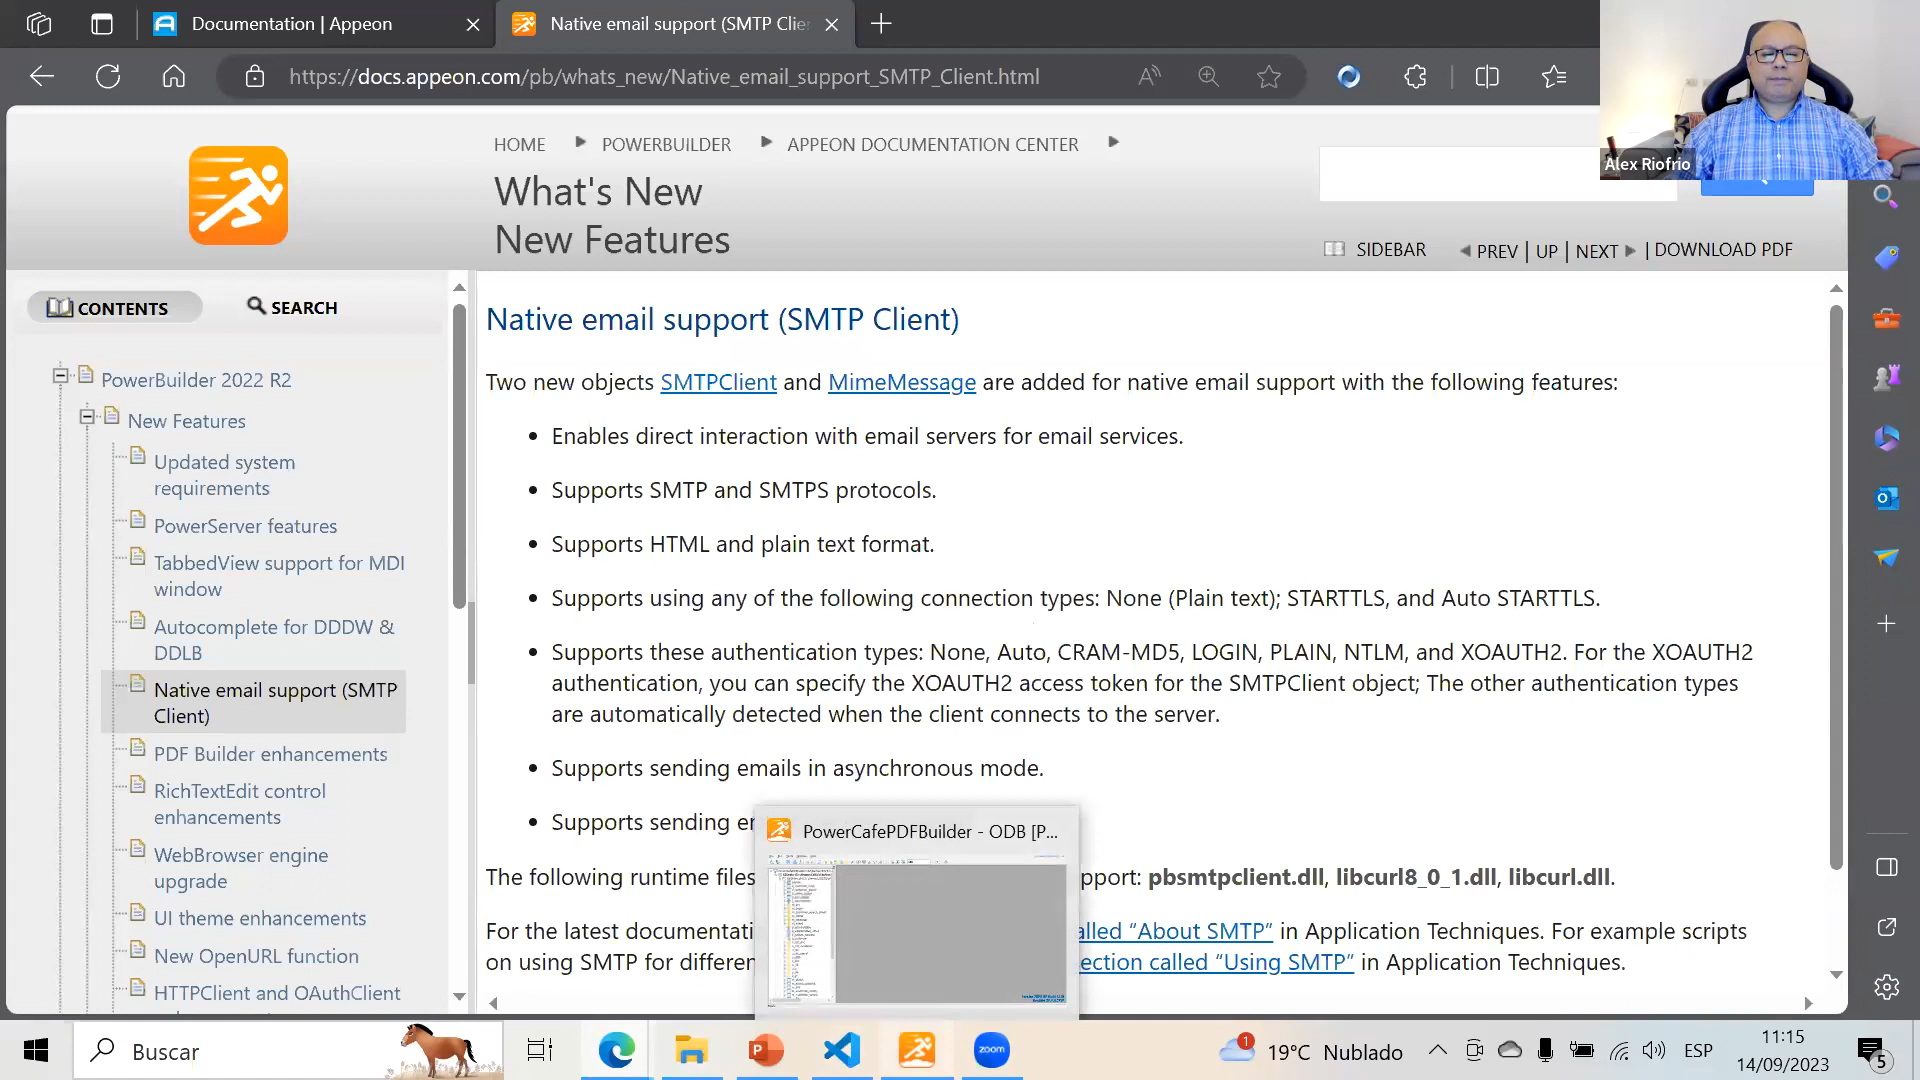 Documentation | Appeon
Native email support (SMTP Clie
https://docs.appeon.com/pb/whats_new/Native_email_support_SMTP_Client.html
Alex Riofrio
HOME POWERBUILDER APPEON DOCUMENTATION CENTER
What's New
New Features
SIDEBAR PREV | UP | NEXT | DOWNLOAD PDF
CONTENTS SEARCH
PowerBuilder 2022 R2
New Features
Updated system
requirements
PowerServer features
TabbedView support for MDI
window
Autocomplete for DDDW &
DDLB
Native email support (SMTP
Client)
PDF Builder enhancements
RichTextEdit control
enhancements
WebBrowser engine
upgrade
UI theme enhancements
New OpenURL function
HTTPClient and OAuthClient
Native email support (SMTP Client)
Two new objects SMTPClient and MimeMessage are added for native email support with the following features:
• Enables direct interaction with email servers for email services.
• Supports SMTP and SMTPS protocols.
• Supports HTML and plain text format.
• Supports using any of the following connection types: None (Plain text); STARTTLS, and Auto STARTTLS.
• Supports these authentication types: None, Auto, CRAM-MD5, LOGIN, PLAIN, NTLM, and XOAUTH2. For the XOAUTH2
authentication, you can specify the XOAUTH2 access token for the SMTPClient object; The other authentication types
are automatically detected when the client connects to the server.
• Supports sending emails in asynchronous mode.
• Supports sending er
PowerCafePDFBuilder - ODB [P...
The following runtime files pport: pbsmtpclient.dll, libcurl8_0_1.dll, libcurl.dll.
For the latest documentati alled “About SMTP” in Application Techniques. For example scripts
on using SMTP for differen ection called “Using SMTP” in Application Techniques.
Buscar
zoom
1
19°C Nublado
ESP
11:15
14/09/2023
5